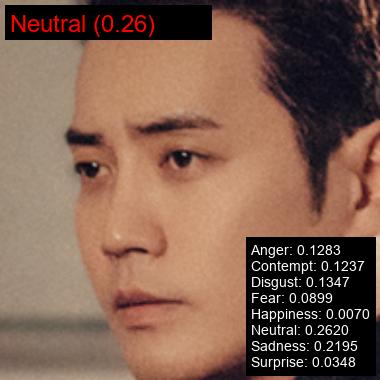 Neutral (0.26)
Anger: 0.1283
Contempt: 0.1237
Disgust: 0.1347
Fear: 0.0899
Happiness: 0.0070
Neutral: 0.2620
Sadness: 0.2195
Surprise: 0.0348